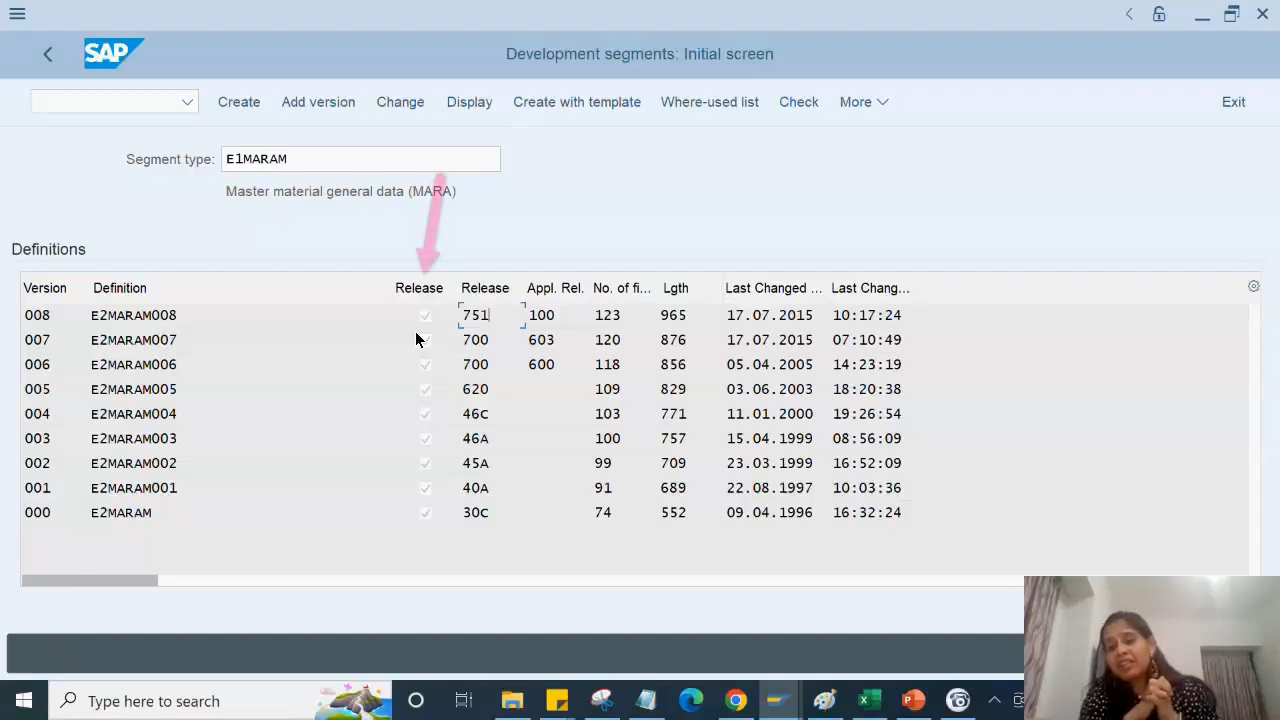 SAP
Development segments: Initial screen
Create Add version Change Display Create with template Where-used list Check More Exit
Segment type: E1MARAM
Master material general data (MARA)
Definitions
Version Definition Release Release Appl. Rel. No. of fi... Lgth Last Changed ... Last Chang...
008 E2MARAM008 751 100 123 965 17.07.2015 10:17:24
007 E2MARAM007 700 603 120 876 17.07.2015 07:10:49
006 E2MARAM006 700 600 118 856 05.04.2005 14:23:19
005 E2MARAM005 620 109 829 03.06.2003 18:20:38
004 E2MARAM004 46C 103 771 11.01.2000 19:26:54
003 E2MARAM003 46A 100 757 15.04.1999 08:56:09
002 E2MARAM002 45A 99 709 23.03.1999 16:52:09
001 E2MARAM001 40A 91 689 22.08.1997 10:03:36
000 E2MARAM 30C 74 552 09.04.1996 16:32:24
Type here to search